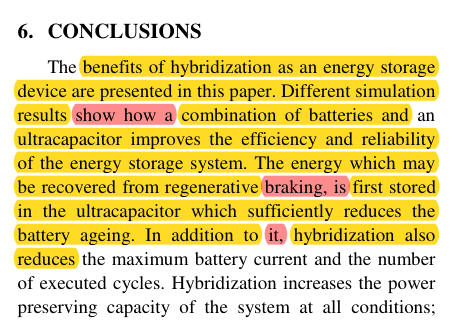 6. CONCLUSIONS
The benefits of hybridization as an energy storage
device are presented in this paper. Different simulation
results show how a combination of batteries and an
ultracapacitor improves the efficiency and reliability
of the energy storage system. The energy which may
be recovered from regenerative braking, is first stored
in the ultracapacitor which sufficiently reduces the
battery ageing. In addition to it, hybridization also
reduces the maximum battery current and the number
of executed cycles. Hybridization increases the power
preserving capacity of the system at all conditions;